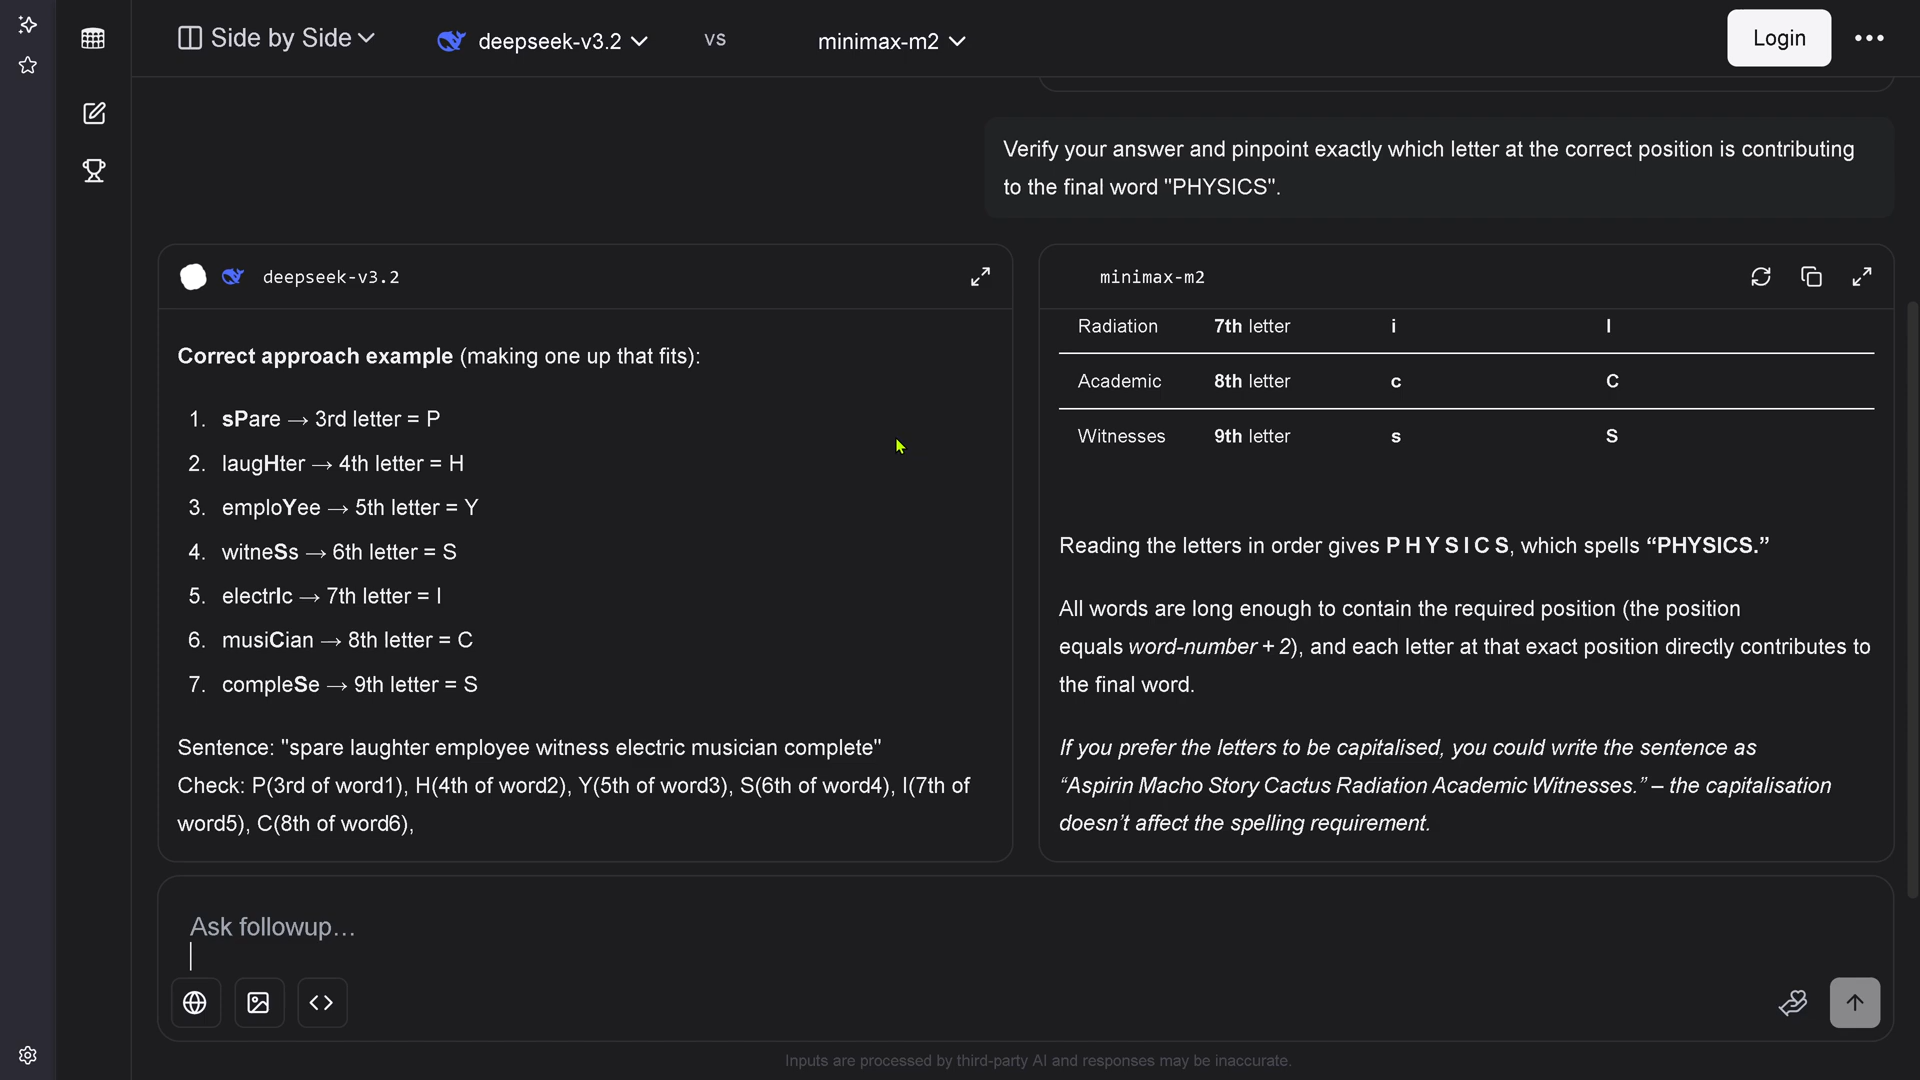 Side by Side
deepseek-v3.2
VS
minimax-m2
Login
Verify your answer and pinpoint exactly which letter at the correct position is contributing
to the final word "PHYSICS".
deepseek-v3.2
Correct approach example (making one up that fits):
1. sPare → 3rd letter = P
2. laugHter → 4th letter = H
3. emploYee → 5th letter = Y
4. witneSs → 6th letter = S
5. electrIc → 7th letter = I
6. musiCian → 8th letter = C
7. compleSe → 9th letter = S
Sentence: "spare laughter employee witness electric musician complete"
Check: P(3rd of word1), H(4th of word2), Y(5th of word3), S(6th of word4), I(7th of
word5), C(8th of word6),
minimax-m2
Radiation 7th letter i I
Academic 8th letter c C
Witnesses 9th letter s S
Reading the letters in order gives P H Y S I C S, which spells “PHYSICS.”
All words are long enough to contain the required position (the position
equals word-number + 2), and each letter at that exact position directly contributes to
the final word.
If you prefer the letters to be capitalised, you could write the sentence as
“Aspirin Macho Story Cactus Radiation Academic Witnesses.” – the capitalisation
doesn’t affect the spelling requirement.
Ask followup…
Inputs are processed by third-party AI and responses may be inaccurate.